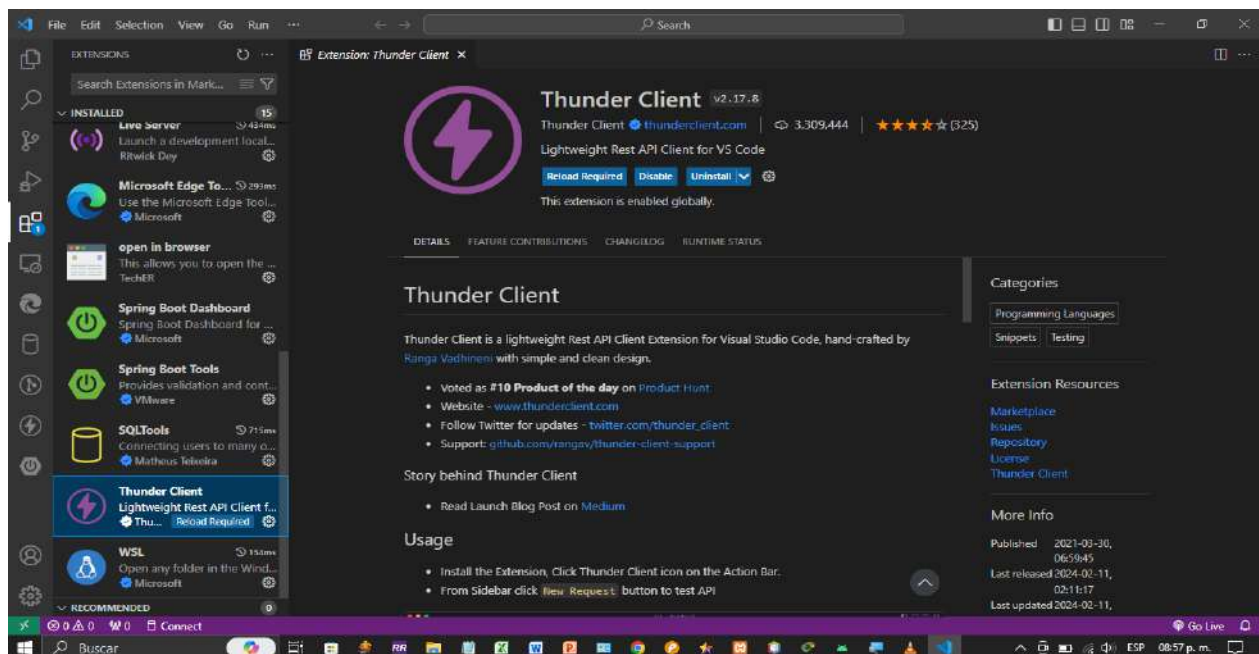 File Edit Selection View Go Run ···
Search
EXTENSIONS
Search Extensions in Mark...
INSTALLED 15
Live Server 434ms
Launch a development local...
Ritwick Dey
Microsoft Edge To... 293ms
Use the Microsoft Edge Tool...
Microsoft
open in browser
This allows you to open the ...
TechER
Spring Boot Dashboard
Spring Boot Dashboard for ...
Microsoft
Spring Boot Tools
Provides validation and cont...
VMware
SQLTools 715ms
Connecting users to many o...
Matheus Teixeira
Thunder Client
Lightweight Rest API Client f...
Thu... Reload Required
WSL 154ms
Open any folder in the Wind...
Microsoft
RECOMMENDED 0
Extension: Thunder Client
Thunder Client v2.17.8
Thunder Client thunderclient.com 3,309,444 (325)
Lightweight Rest API Client for VS Code
Reload Required Disable Uninstall
This extension is enabled globally.
DETAILS FEATURE CONTRIBUTIONS CHANGELOG RUNTIME STATUS
Thunder Client
Thunder Client is a lightweight Rest API Client Extension for Visual Studio Code, hand-crafted by
Ranga Vadhineni with simple and clean design.
• Voted as #10 Product of the day on Product Hunt.
• Website - www.thunderclient.com
• Follow Twitter for updates - twitter.com/thunder_client
• Support: github.com/rangav/thunder-client-support
Story behind Thunder Client
• Read Launch Blog Post on Medium
Usage
• Install the Extension, Click Thunder Client icon on the Action Bar.
• From Sidebar click New Request button to test API
Categories
Programming Languages
Snippets Testing
Extension Resources
Marketplace
Issues
Repository
License
Thunder Client
More Info
Published 2021-03-30,
06:59:45
Last released 2024-02-11,
02:11:17
Last updated 2024-02-11,
0 0 0 Connect
Go Live
Buscar
RR
ESP 08:57 p. m.